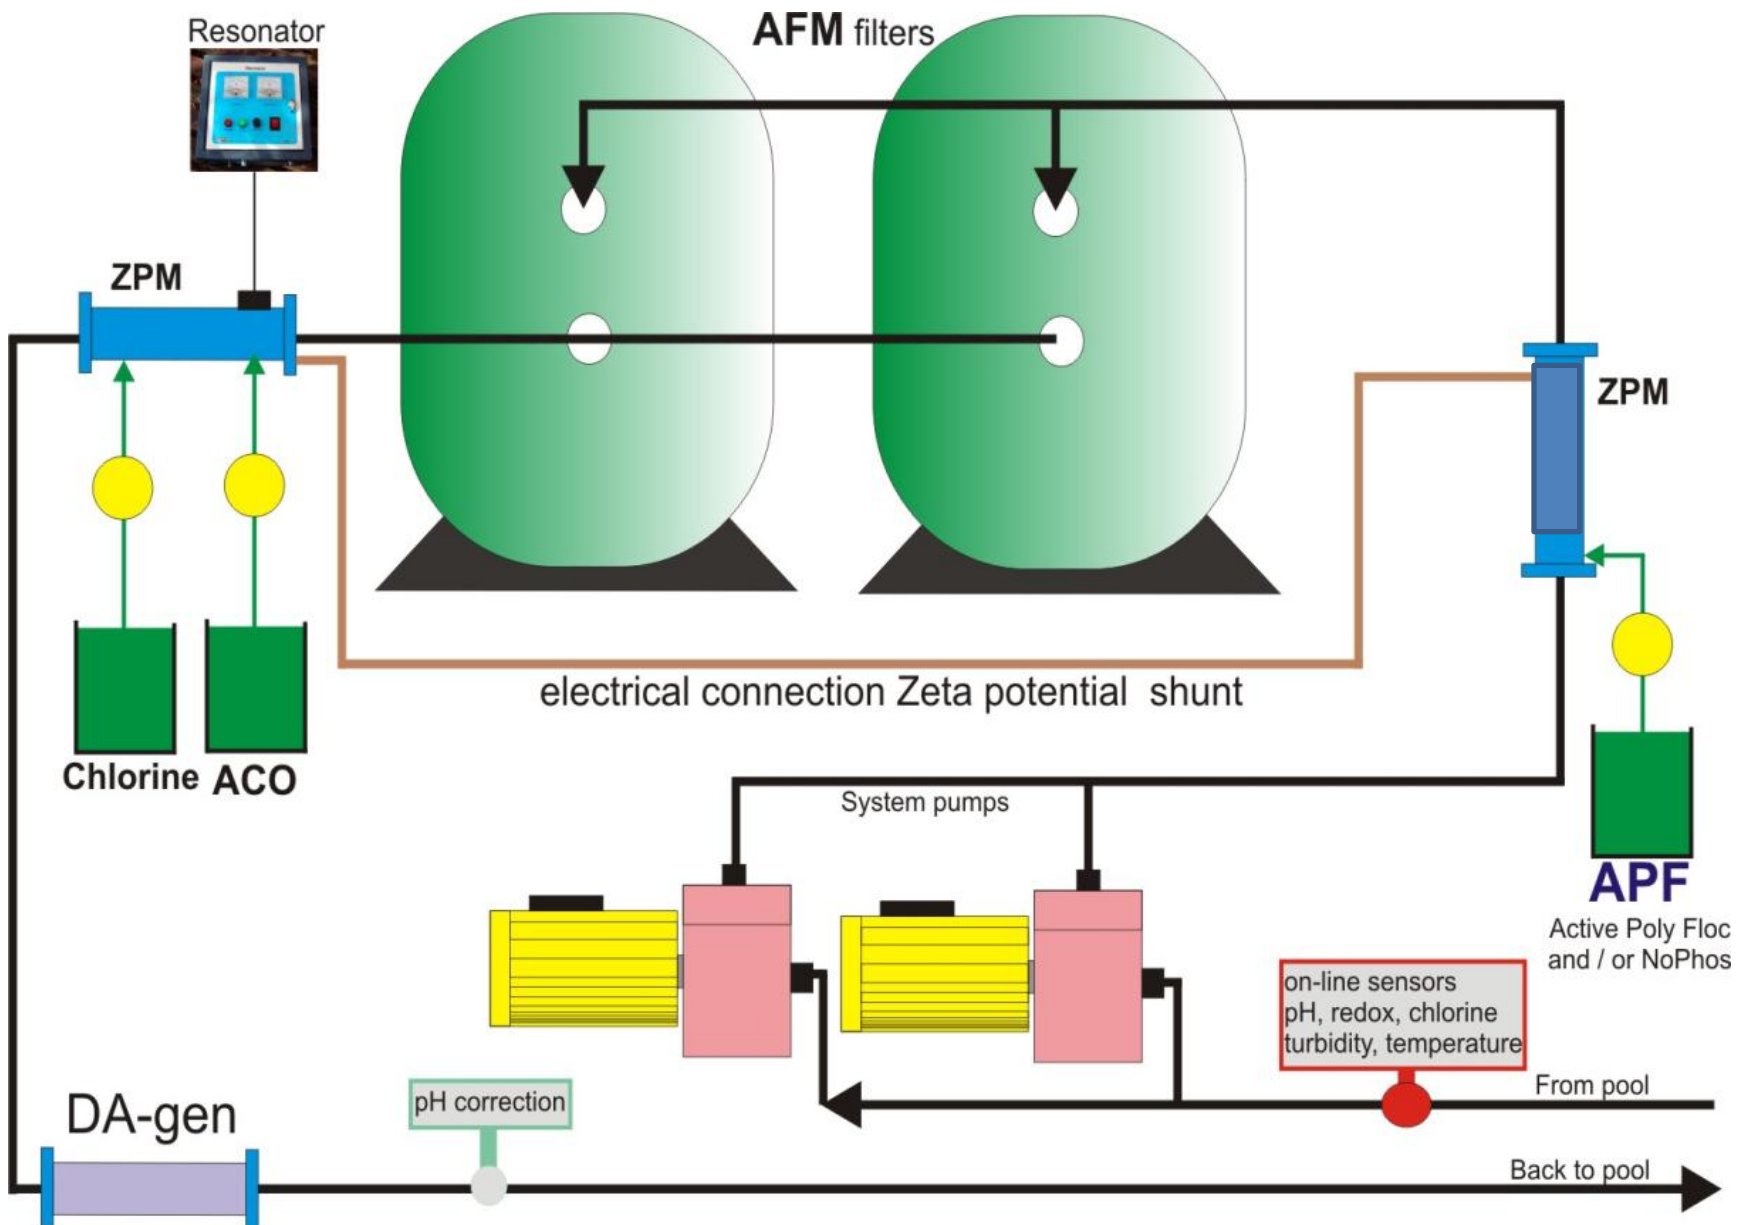 Resonator
AFM filters
ZPM
ZPM
electrical connection Zeta potential shunt
Chlorine
ACO
System pumps
APF
Active Poly Floc
and / or NoPhos
on-line sensors
pH, redox, chlorine
turbidity, temperature
From pool
DA-gen
pH correction
Back to pool